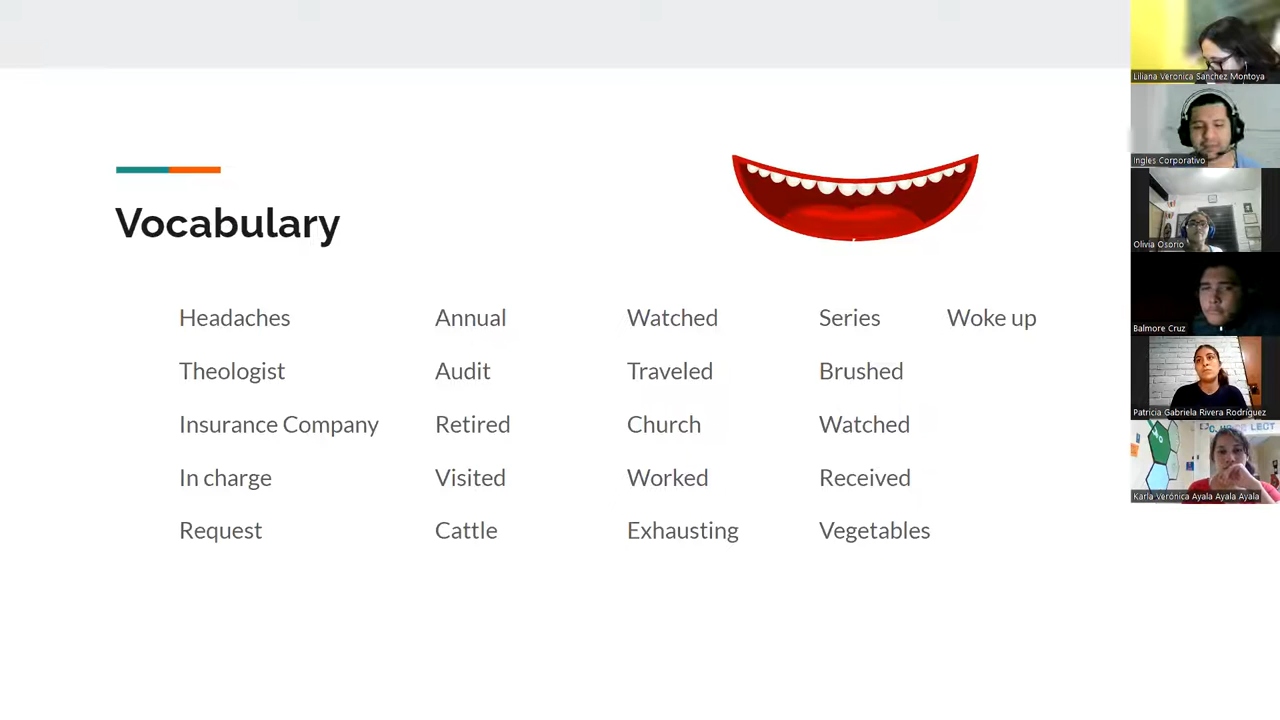 Vocabulary
Headaches Annual Watched Series Woke up
Theologist Audit Traveled Brushed
Insurance Company Retired Church Watched
In charge Visited Worked Received
Request Cattle Exhausting Vegetables
Liliana Veronica Sanchez Montoya
Ingles Corporativo
Olivia Osorio
Balmore Cruz
Patricia Gabriela Rivera Rodríguez
Karla Verónica Ayala Ayala Ayala